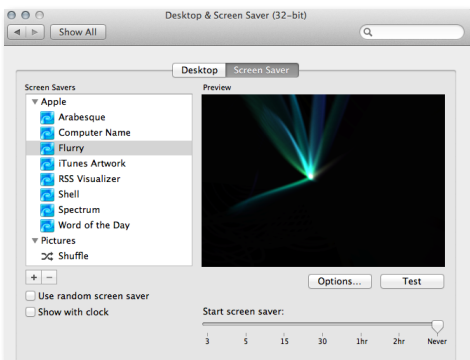 Desktop & Screen Saver (32-bit)
Show All
Desktop
Screen Saver
Screen Savers
Preview
Apple
Arabesque
Computer Name
Flurry
iTunes Artwork
RSS Visualizer
Shell
Spectrum
Word of the Day
Pictures
Shuffle
+ −
Options...
Test
Use random screen saver
Show with clock
Start screen saver:
3 5 15 30 1hr 2hr Never